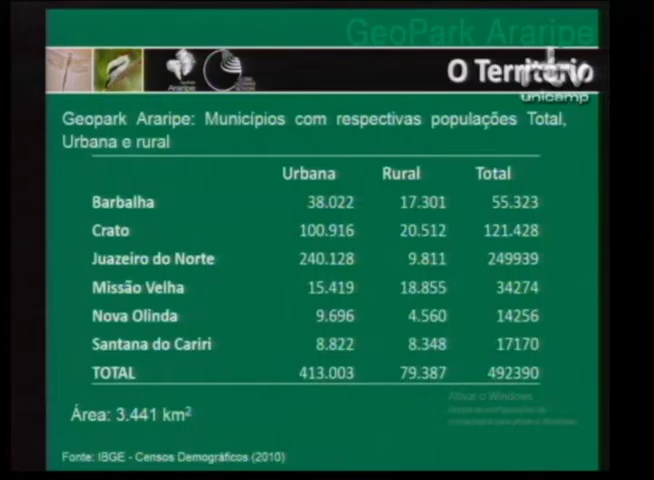 GeoPark Araripe
O Território
unicamp
Araripe
Geopark Araripe: Municípios com respectivas populações Total,
Urbana e rural
Urbana Rural Total
Barbalha 38.022 17.301 55.323
Crato 100.916 20.512 121.428
Juazeiro do Norte 240.128 9.811 249939
Missão Velha 15.419 18.855 34274
Nova Olinda 9.696 4.560 14256
Santana do Cariri 8.822 8.348 17170
TOTAL 413.003 79.387 492390
Ativar o Windows
Área: 3.441 km²
Fonte: IBGE - Censos Demográficos (2010)